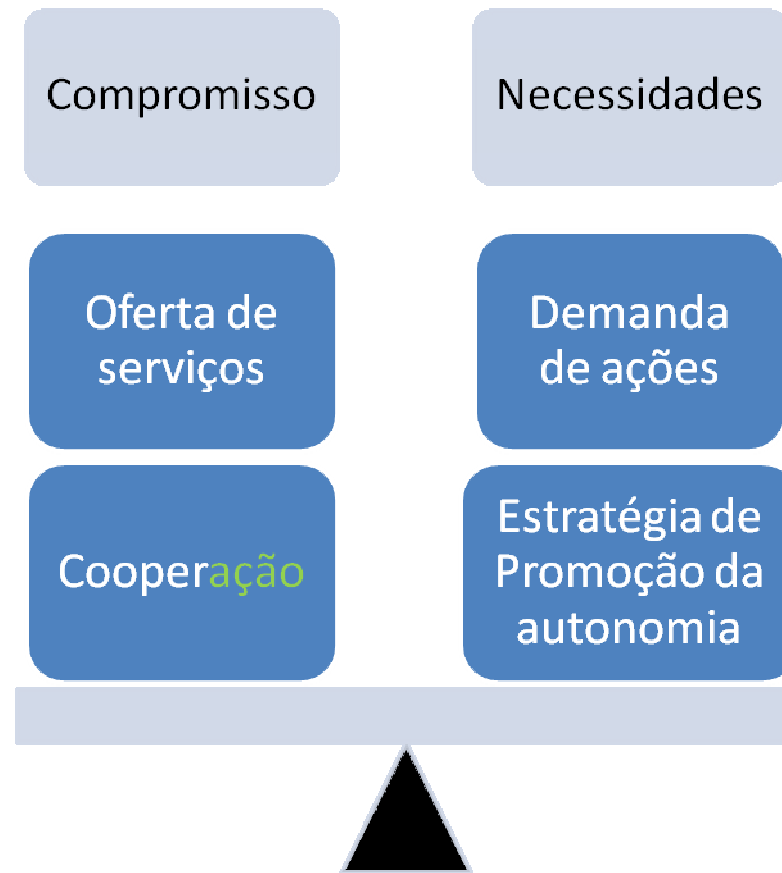 Compromisso
Necessidades
Oferta de
serviços
Demanda
de ações
Cooperação
Estratégia de
Promoção da
autonomia